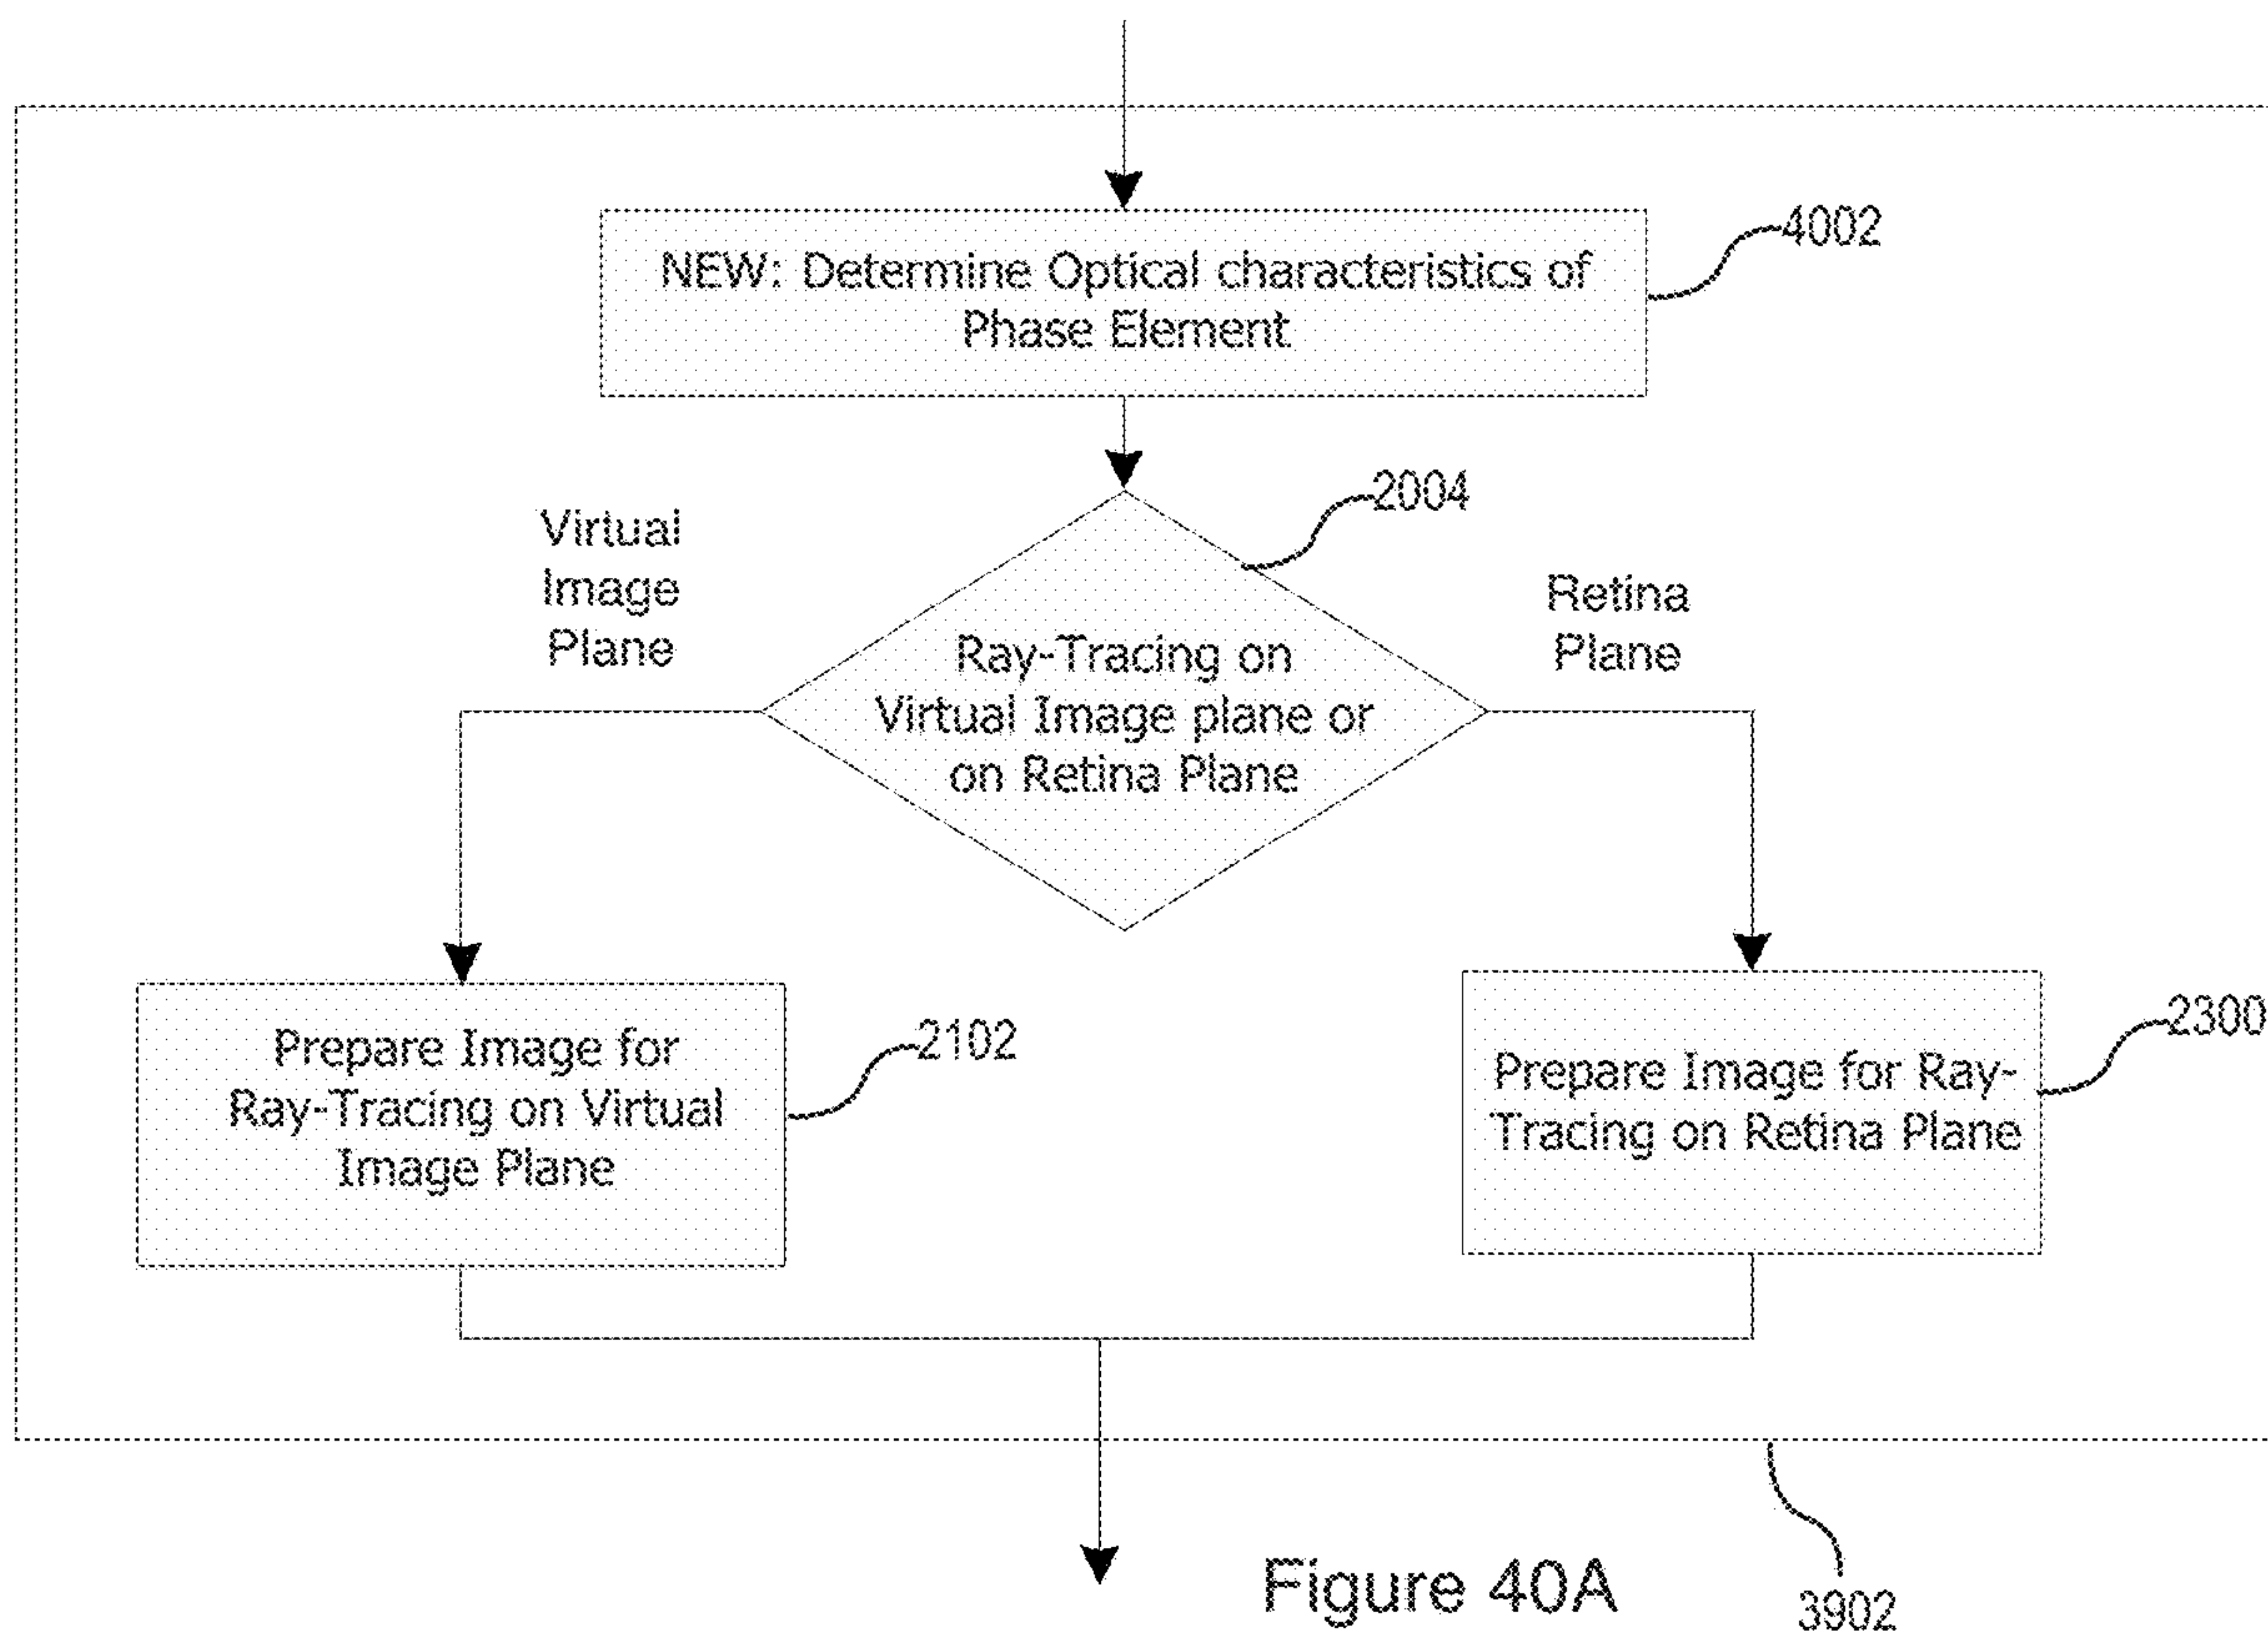 NEW: Determine Optical characteristics of
Phase Element
4002
2004
Virtual
Image
Plane
Retina
Plane
Ray-Tracing on
Virtual Image plane or
on Retina Plane
Prepare Image for
Ray-Tracing on Virtual
Image Plane
2102
Prepare Image for Ray-
Tracing on Retina Plane
2300
Figure 40A
3902